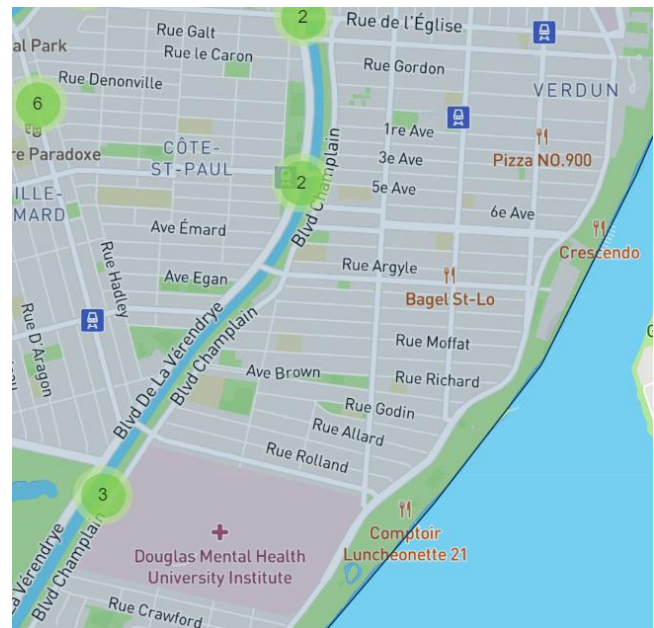 2
Rue de l'Église
Rue Galt
al Park
Rue le Caron
Rue Gordon
Rue Denonville
VERDUN
6
1re Ave
re Paradoxe
CÔTE-
ST-PAUL
3e Ave
Pizza NO.900
2
5e Ave
ILLE-
MARD
6e Ave
Blvd Champlain
Ave Émard
Crescendo
Rue Hadley
Ave Egan
Rue Argyle
Bagel St-Lo
Rue D'Aragon
Blvd De La Vérendrye
Blvd Champlain
Rue Moffat
Ave Brown
Rue Richard
Rue Godin
Rue Allard
Rue Rolland
3
Comptoir
Luncheonette 21
Douglas Mental Health
University Institute
La Vérendrye
Blvd Champlain
Rue Crawford